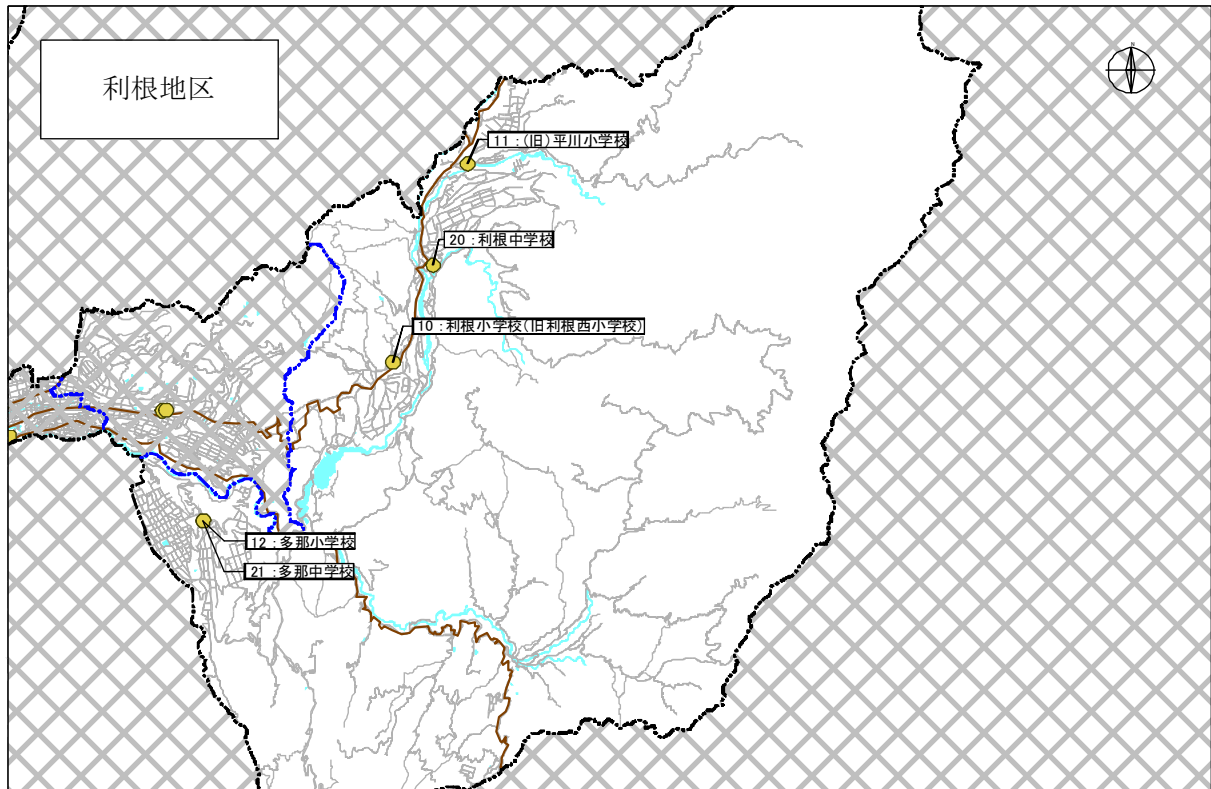 利根地区
N
11：(旧)平川小学校
20：利根中学校
10：利根小学校(旧利根西小学校)
12：多那小学校
21：多那中学校